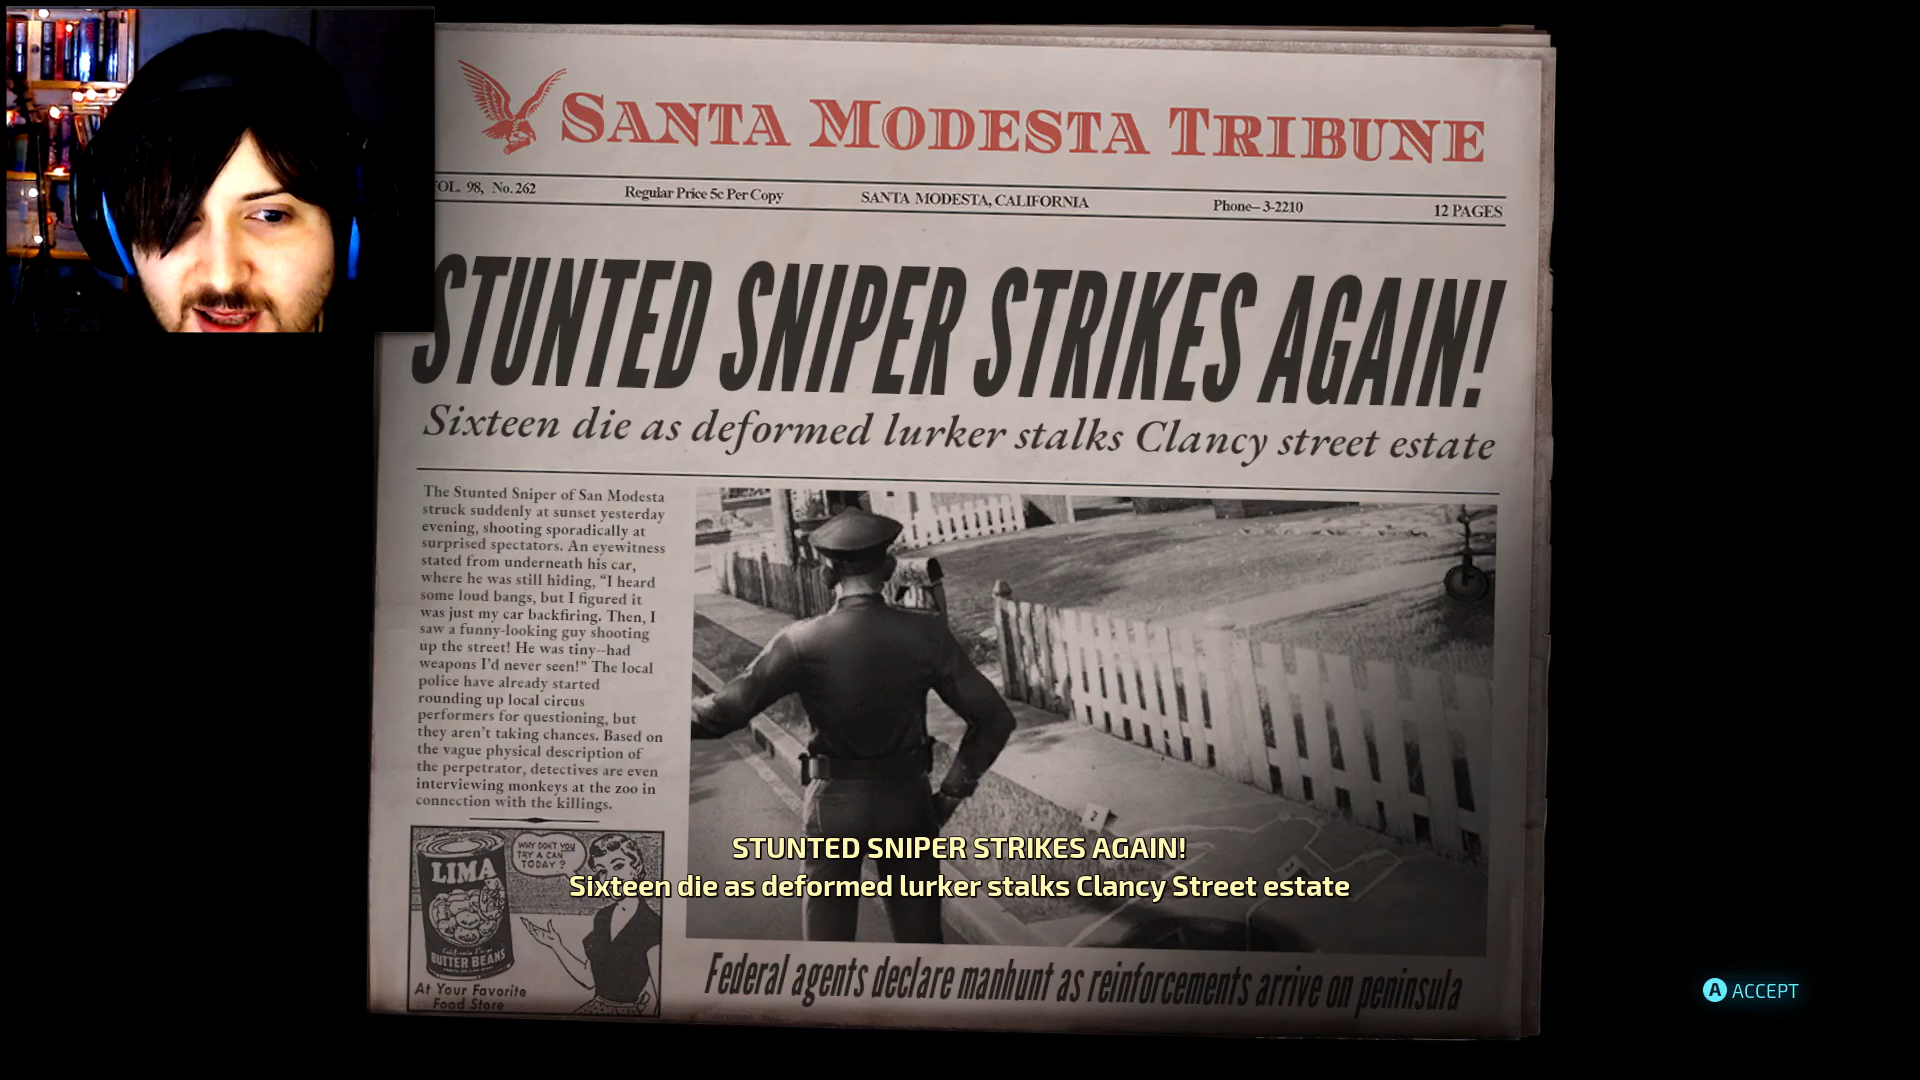 SANTA MODESTA TRIBUNE
OL. 98, No. 262 Regular Price 5c Per Copy SANTA MODESTA, CALIFORNIA Phone– 3-2210 12 PAGES
STUNTED SNIPER STRIKES AGAIN!
Sixteen die as deformed lurker stalks Clancy street estate
The Stunted Sniper of San Modesta
struck suddenly at sunset yesterday
evening, shooting sporadically at
surprised spectators. An eyewitness
stated from underneath his car,
where he was still hiding, “I heard
some loud bangs, but I figured it
was just my car backfiring. Then, I
saw a funny-looking guy shooting
up the street! He was tiny--had
weapons I’d never seen!” The local
police have already started
rounding up local circus
performers for questioning, but
they aren’t taking chances. Based on
the vague physical description of
the perpetrator, detectives are even
interviewing monkeys at the zoo in
connection with the killings.
WHY DON'T YOU
TRY A CAN
TODAY?
LIMA
BUTTER BEANS
At Your Favorite
Food Store
2
STUNTED SNIPER STRIKES AGAIN!
Sixteen die as deformed lurker stalks Clancy Street estate
Federal agents declare manhunt as reinforcements arrive on peninsula
A ACCEPT